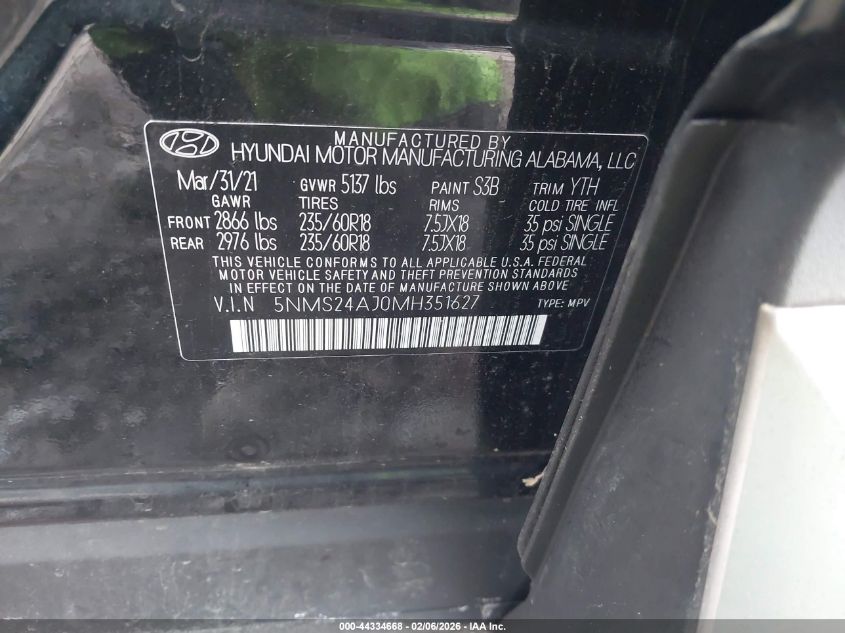 MANUFACTURED BY
HYUNDAI MOTOR MANUFACTURING ALABAMA, LLC
Mar/31/21 GVWR 5137 lbs PAINT S3B TRIM YTH
GAWR TIRES RIMS COLD TIRE INFL
FRONT 2866 lbs 235/60R18 7.5JX18 35 psi SINGLE
REAR 2976 lbs 235/60R18 7.5JX18 35 psi SINGLE
THIS VEHICLE CONFORMS TO ALL APPLICABLE U.S.A. FEDERAL
MOTOR VEHICLE SAFETY AND THEFT PREVENTION STANDARDS
IN EFFECT ON THE DATE OF MANUFACTURE SHOWN ABOVE
V.I.N 5NMS24AJ0MH351627 TYPE: MPV
000-44334668 - 02/06/2026 - IAA Inc.